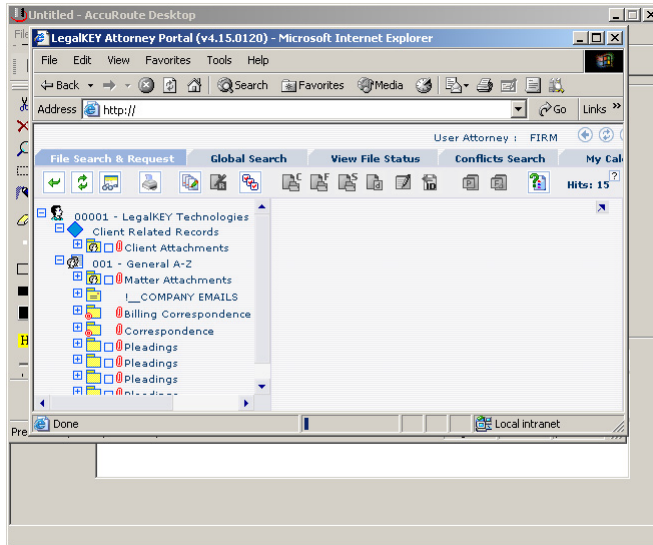 Untitled - AccuRoute Desktop
File
LegalKEY Attorney Portal (v4.15.0120) - Microsoft Internet Explorer
File Edit View Favorites Tools Help
Back Search Favorites Media
Address http:// Go Links »
User Attorney : FIRM
File Search & Request Global Search View File Status Conflicts Search My Cal
Hits: 15 ?
00001 - LegalKEY Technologies
Client Related Records
Client Attachments
001 - General A-Z
Matter Attachments
!__COMPANY EMAILS
Billing Correspondence
Correspondence
Pleadings
Pleadings
Pleadings
Pleadings
Done Local intranet
H
Pre